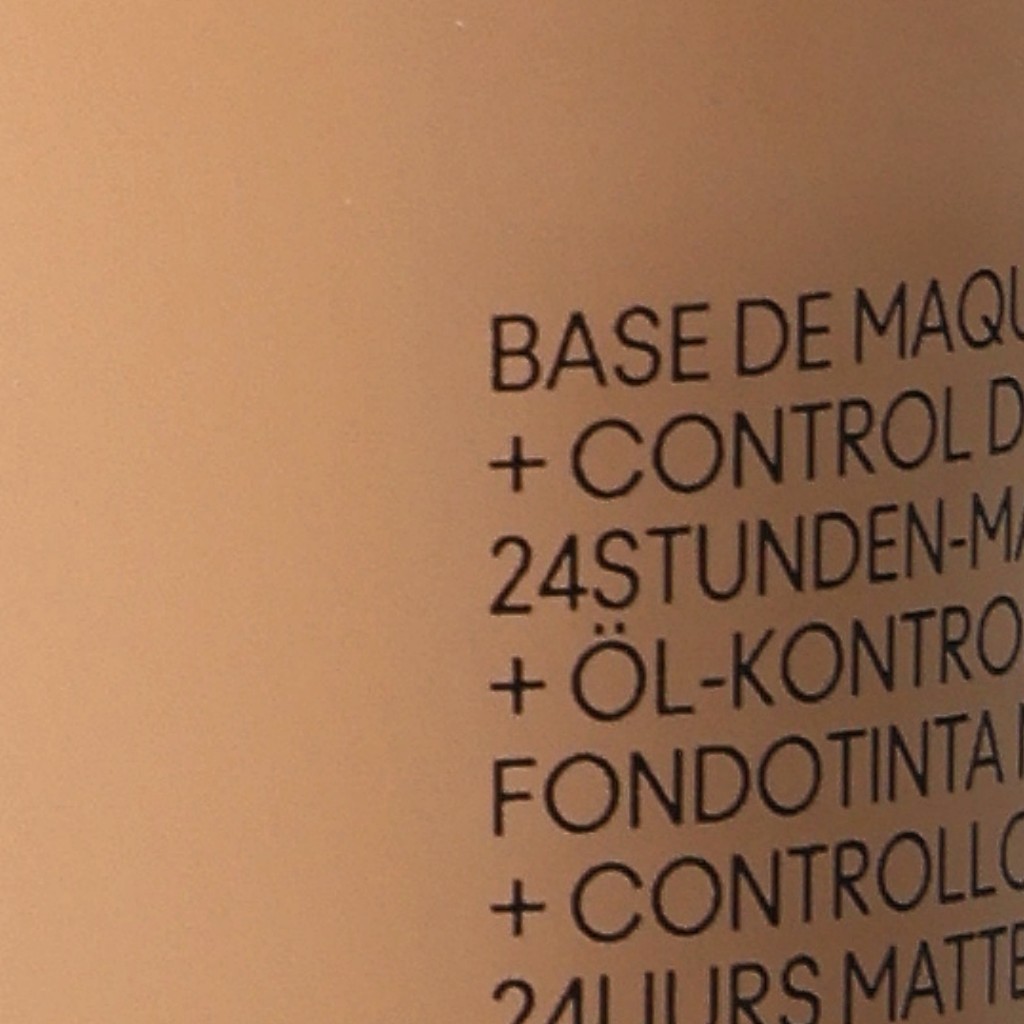 BASE DE MAQU
+ CONTROL D
24STUNDEN-MA
+ ÖL-KONTRO
FONDOTINTA
+ CONTROLLO
24UURS MATTE